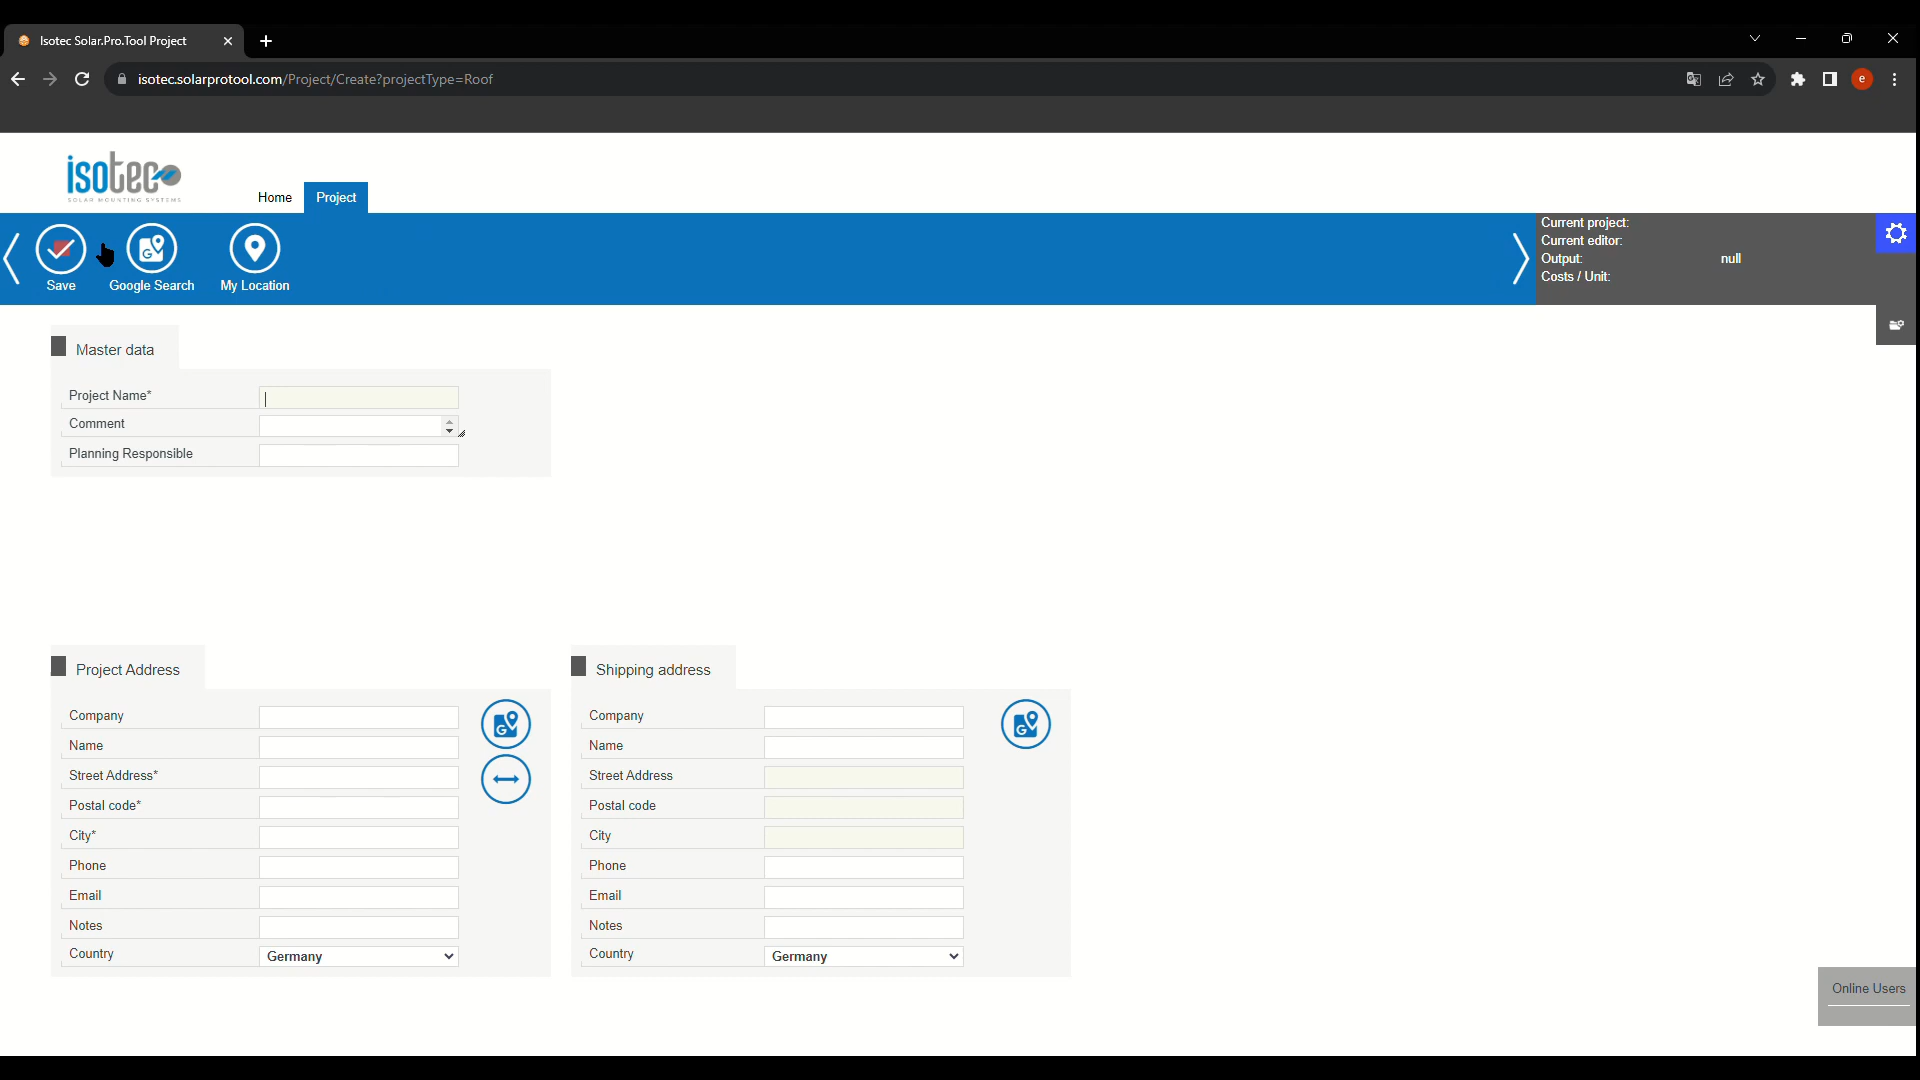 Isotec Solar.Pro.Tool Project
isotec.solarprotool.com/Project/Create?projectType=Roof
e
isotec
SOLAR MOUNTING SYSTEMS
Home
Project
Save
Google Search
My Location
Current project:
Current editor:
Output: null
Costs / Unit:
Master data
Project Name*
Comment
Planning Responsible
Project Address
Company
Name
Street Address*
Postal code*
City*
Phone
Email
Notes
Country
Germany
Shipping address
Company
Name
Street Address
Postal code
City
Phone
Email
Notes
Country
Germany
Online Users